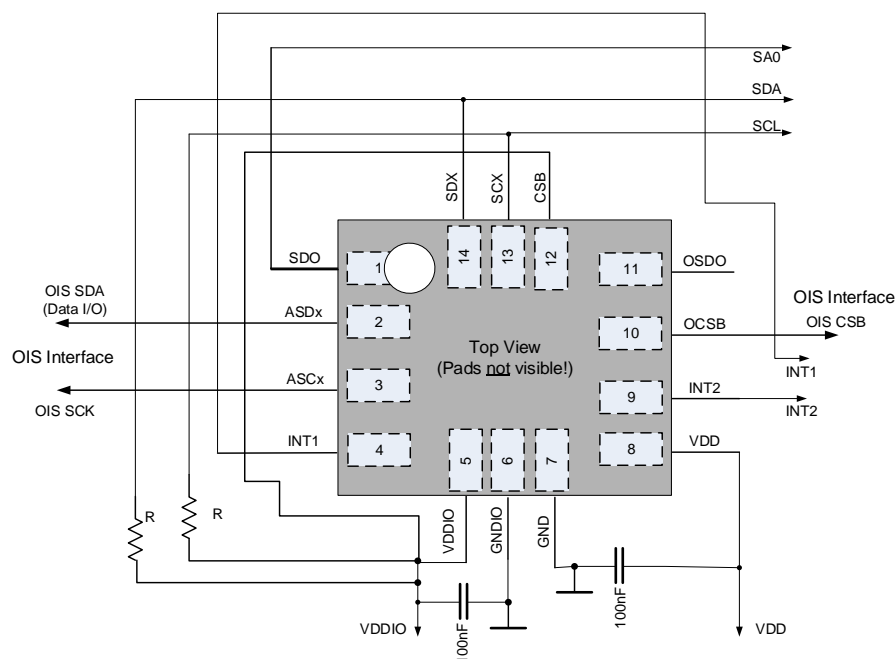 SA0
SDA
SCL
SDX
SCX
CSB
SDO
1
14
13
12
11
OSDO
OIS SDA
(Data I/O)
ASDx
2
10
OCSB
OIS Interface
OIS CSB
OIS Interface
Top View
(Pads not visible!)
ASCx
3
OIS SCK
INT1
9
INT2
INT2
INT1
4
5
6
7
8
VDD
R
R
VDDIO
GNDIO
GND
100nF
100nF
VDDIO
VDD